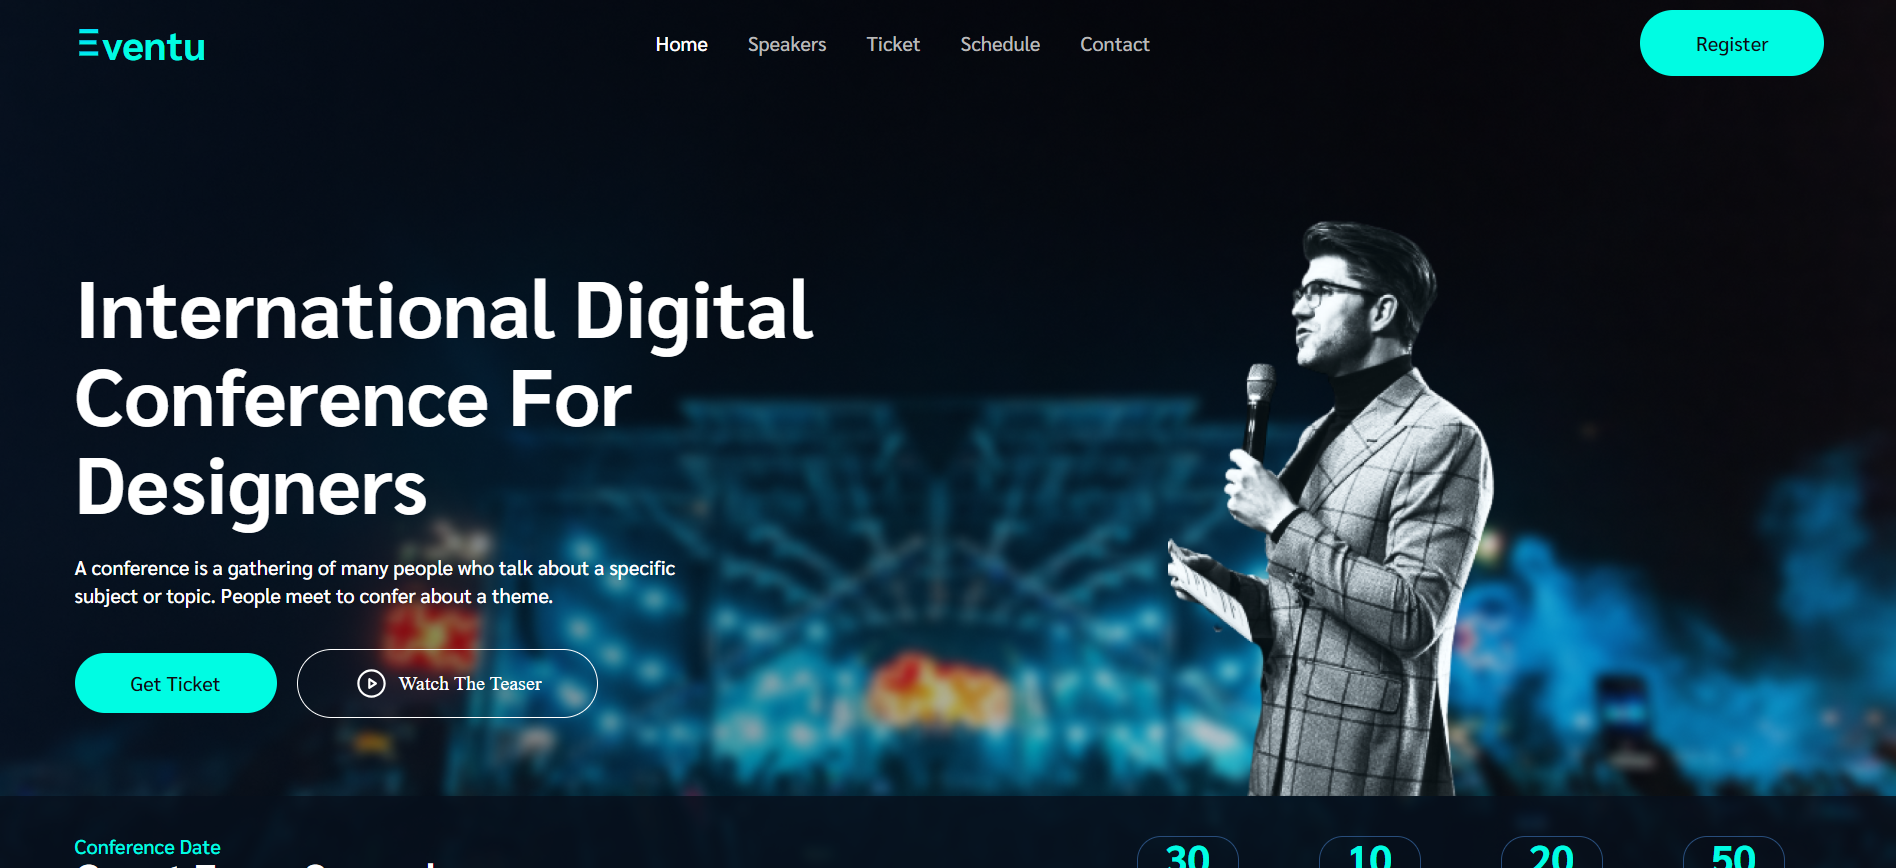 Eventu
Home Speakers Ticket Schedule Contact
Register
International Digital
Conference For
Designers
A conference is a gathering of many people who talk about a specific
subject or topic. People meet to confer about a theme.
Get Ticket
Watch The Teaser
Conference Date
30 10 20 50